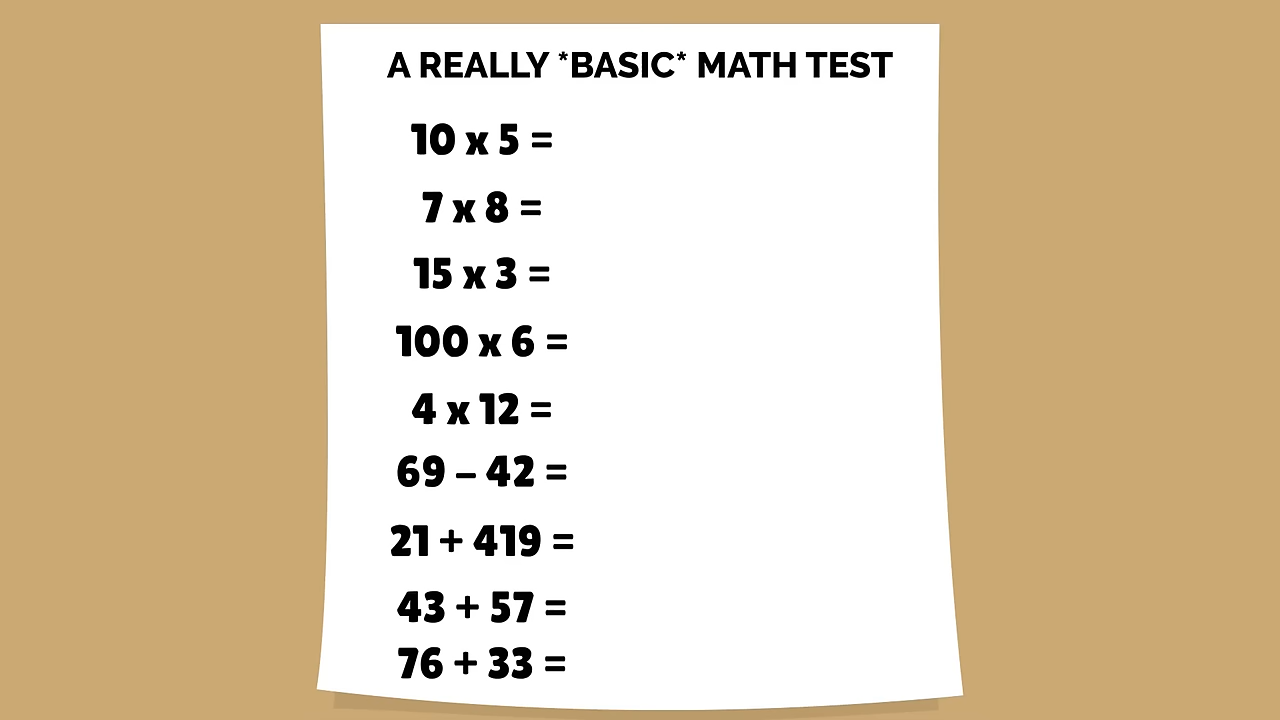 A REALLY *BASIC* MATH TEST
10 x 5 =
7 x 8 =
15 x 3 =
100 x 6 =
4 x 12 =
69 – 42 =
21 + 419 =
43 + 57 =
76 + 33 =